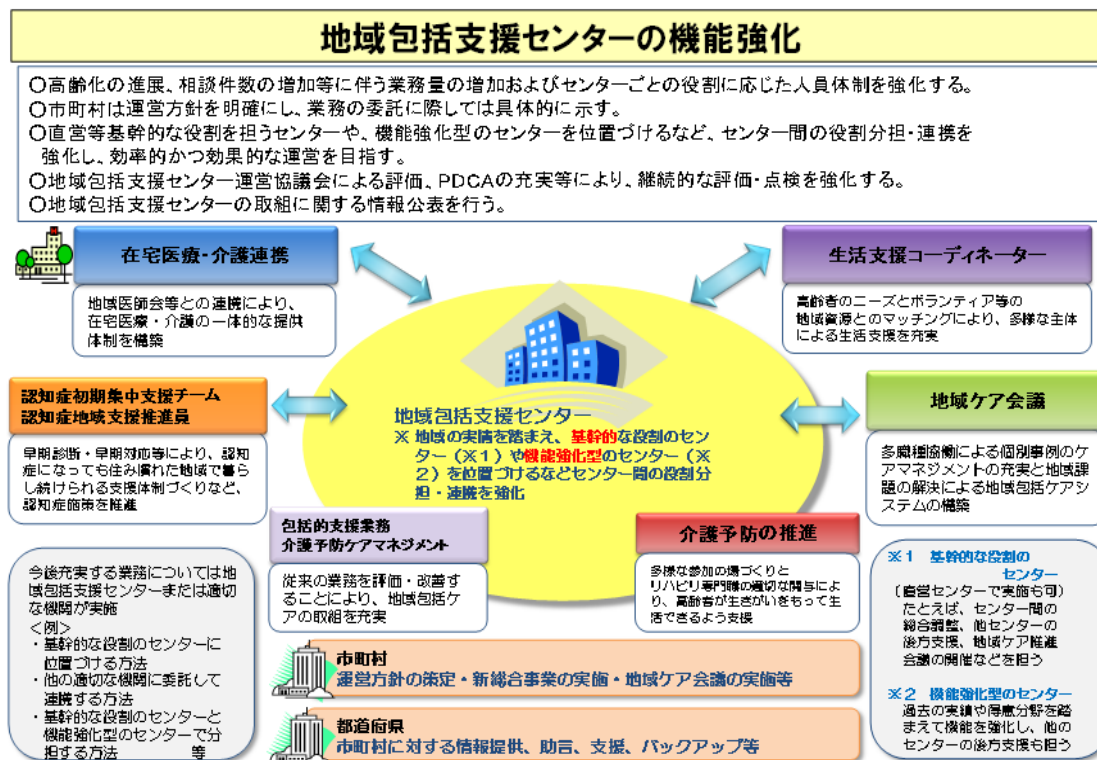 地域包括支援センターの機能強化
〇高齢化の進展、相談件数の増加等に伴う業務量の増加およびセンターごとの役割に応じた人員体制を強化する。
〇市町村は運営方針を明確にし、業務の委託に際しては具体的に示す。
〇直営等基幹的な役割を担うセンターや、機能強化型のセンターを位置づけるなど、センター間の役割分担・連携を
強化し、効率的かつ効果的な運営を目指す。
〇地域包括支援センター運営協議会による評価、PDCAの充実等により、継続的な評価・点検を強化する。
〇地域包括支援センターの取組に関する情報公表を行う。
在宅医療・介護連携
地域医師会等との連携により、
在宅医療・介護の一体的な提供
体制を構築
生活支援コーディネーター
高齢者のニーズとボランティア等の
地域資源とのマッチングにより、多様な主体
による生活支援を充実
認知症初期集中支援チーム
認知症地域支援推進員
早期診断・早期対応等により、認知
症になっても住み慣れた地域で暮ら
し続けられる支援体制づくりなど、
認知症施策を推進
地域包括支援センター
※ 地域の実情を踏まえ、基幹的な役割のセン
ター（※１）や機能強化型のセンター（※
２）を位置づけるなどセンター間の役割分
担・連携を強化
地域ケア会議
多職種協働による個別事例のケ
アマネジメントの充実と地域課
題の解決による地域包括ケアシ
ステムの構築
包括的支援業務
介護予防ケアマネジメント
従来の業務を評価・改善す
ることにより、地域包括ケ
アの取組を充実
介護予防の推進
多様な参加の場づくりと
リハビリ専門職の適切な関与によ
り、高齢者が生きがいをもって生
活できるよう支援
今後充実する業務については地
域包括支援センターまたは適切
な機関が実施
＜例＞
・基幹的な役割のセンターに
位置づける方法
・他の適切な機関に委託して
連携する方法
・基幹的な役割のセンターと
機能強化型のセンターで分
担する方法 等
市町村
運営方針の策定・新総合事業の実施・地域ケア会議の実施等
都道府県
市町村に対する情報提供、助言、支援、バックアップ等
※１ 基幹的な役割の
センター
（直営センターで実施も可）
たとえば、センター間の
総合調整、他センターの
後方支援、地域ケア推進
会議の開催などを担う
※２ 機能強化型のセンター
過去の実績や得意分野を踏
まえて機能を強化し、他の
センターの後方支援も担う